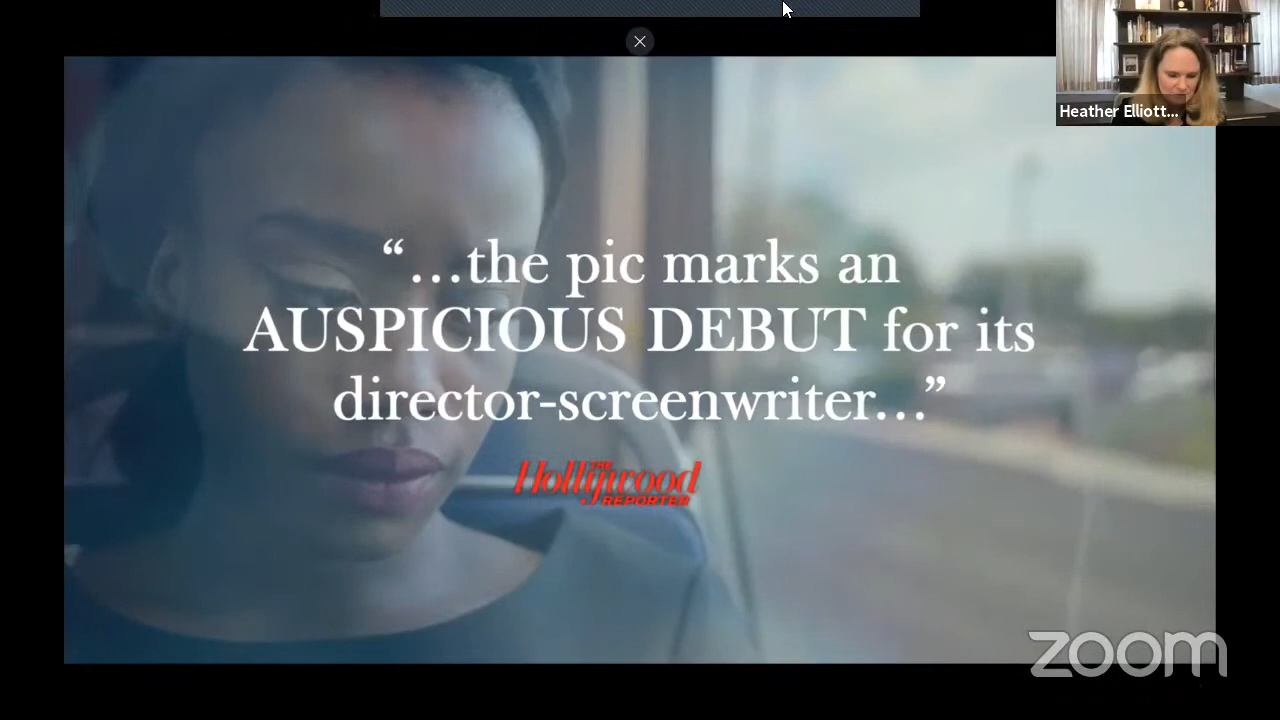 Heather Elliott...
“...the pic marks an
AUSPICIOUS DEBUT for its
director-screenwriter...”
THE
Hollywood
REPORTER
zoom